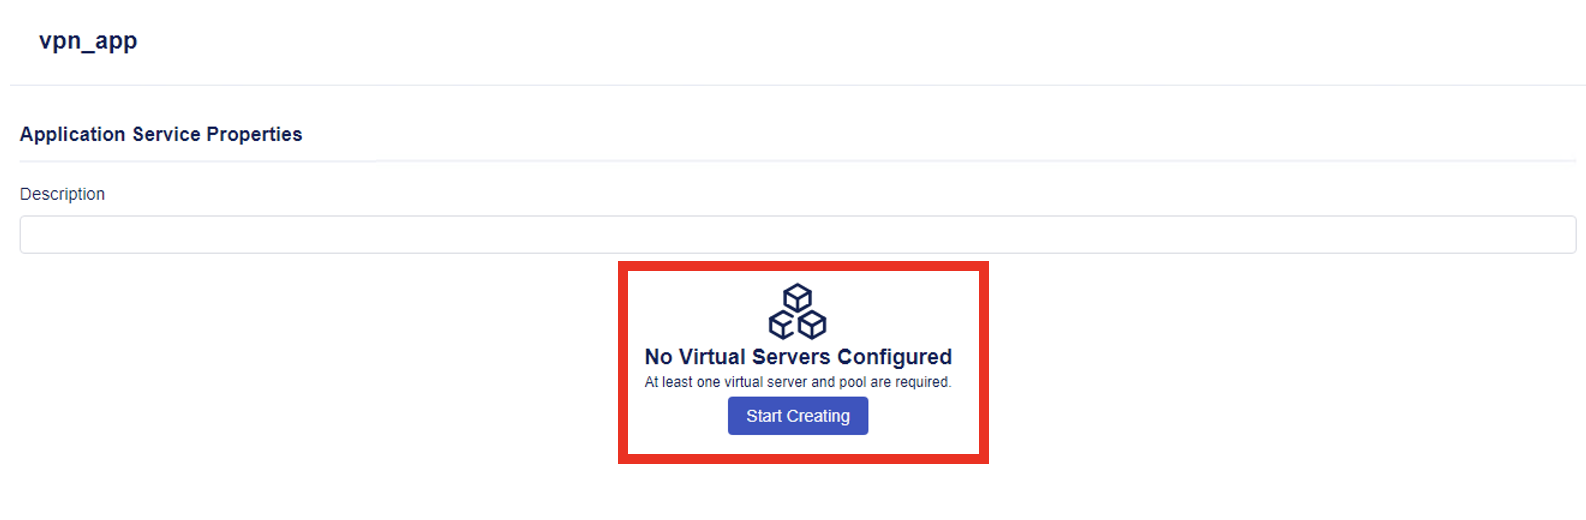 vpn_app
Application Service Properties
Description
No Virtual Servers Configured
At least one virtual server and pool are required.
Start Creating